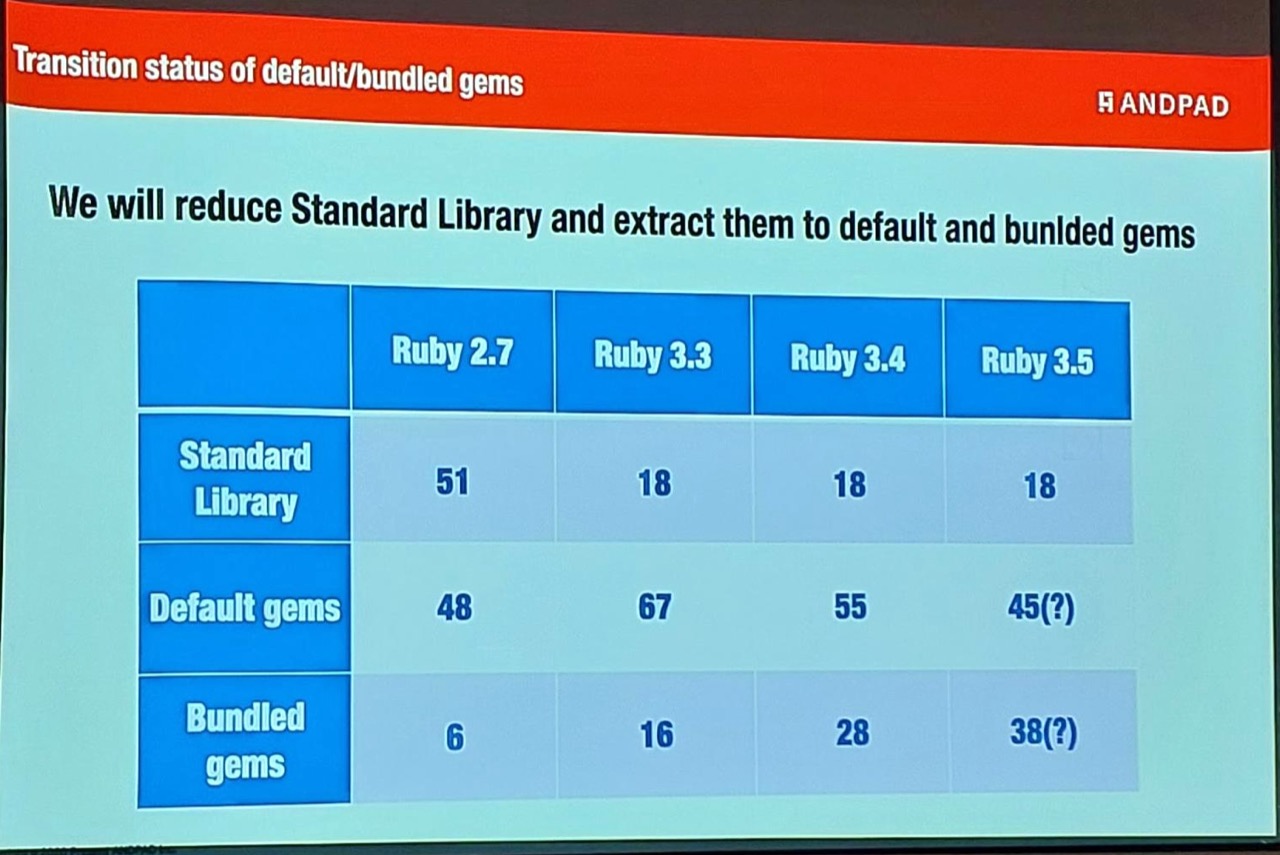 Transition status of default/bundled gems
ANDPAD
We will reduce Standard Library and extract them to default and bunlded gems
Ruby 2.7 Ruby 3.3 Ruby 3.4 Ruby 3.5
Standard
Library
51 18 18 18
Default gems 48 67 55 45(?)
Bundled
gems
6 16 28 38(?)